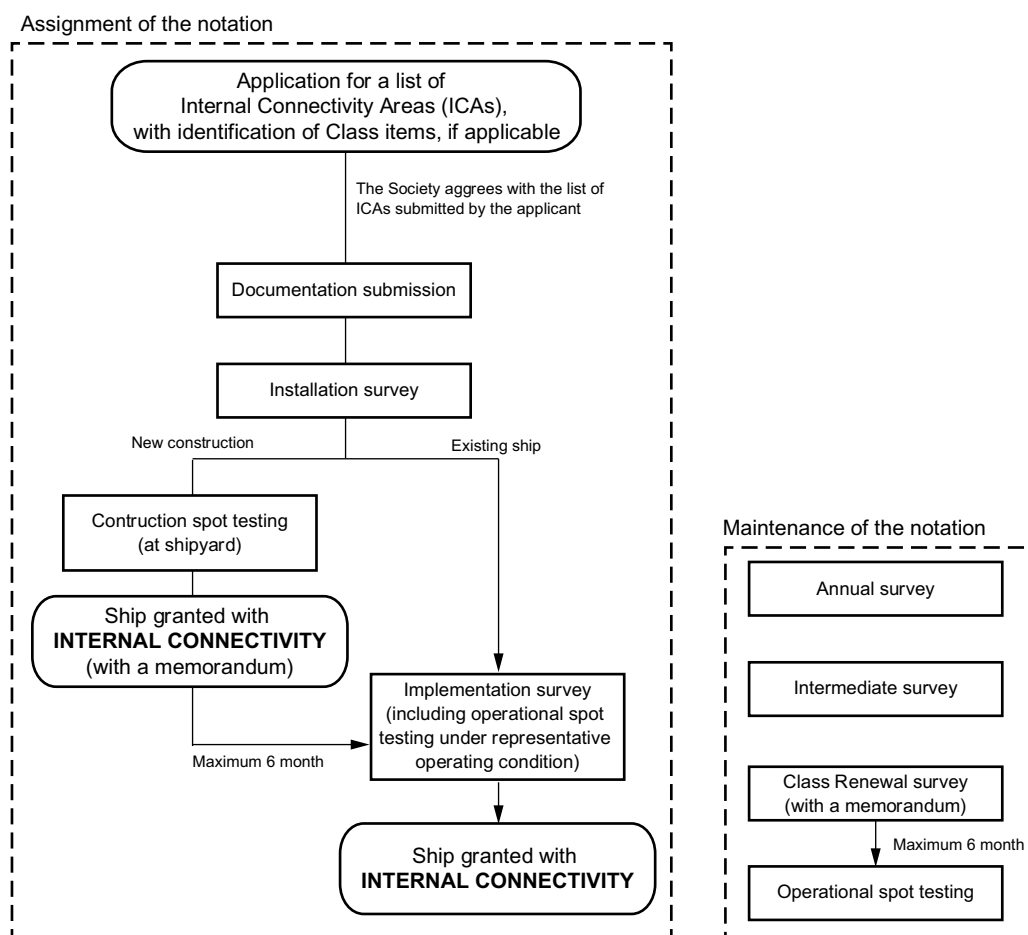 Assignment of the notation
Application for a list of
Internal Connectivity Areas (ICAs),
with identification of Class items, if applicable
The Society aggrees with the list of
ICAs submitted by the applicant
Documentation submission
Installation survey
New construction
Existing ship
Contruction spot testing
(at shipyard)
Ship granted with
INTERNAL CONNECTIVITY
(with a memorandum)
Maximum 6 month
Implementation survey
(including operational spot
testing under representative
operating condition)
Ship granted with
INTERNAL CONNECTIVITY
Maintenance of the notation
Annual survey
Intermediate survey
Class Renewal survey
(with a memorandum)
Maximum 6 month
Operational spot testing